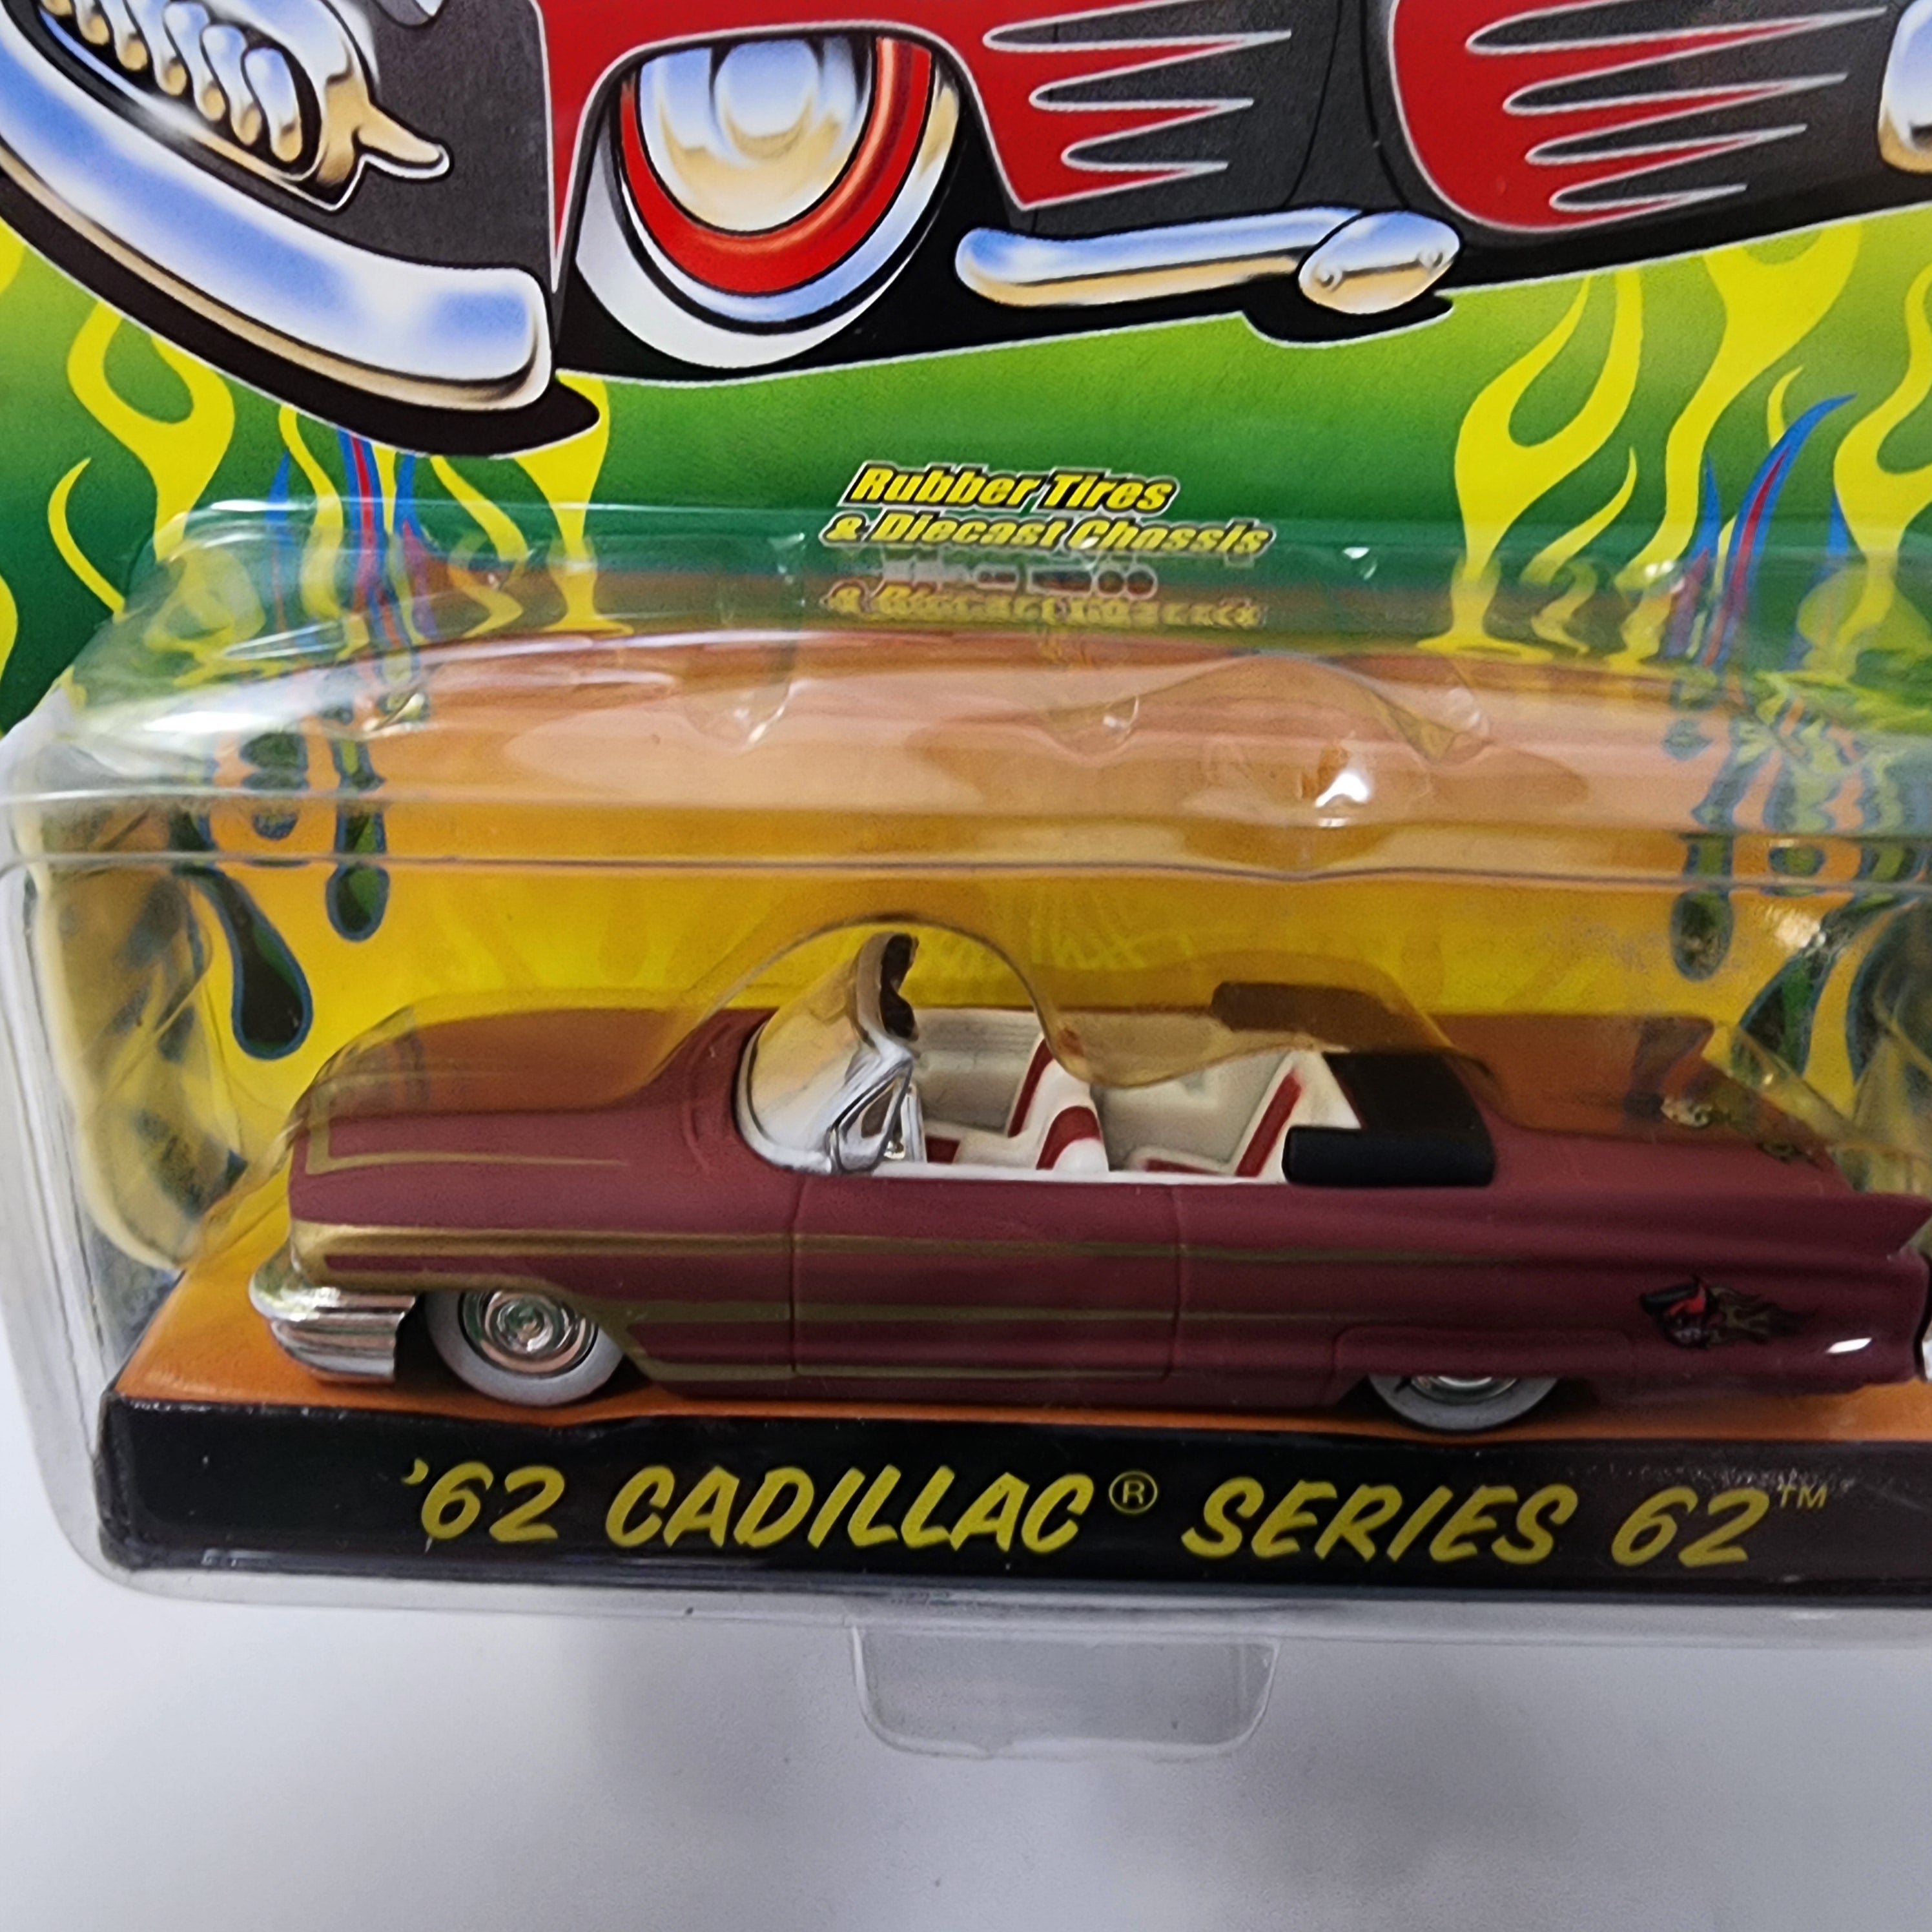 Rubber Tires
& Diecast Chassis
'62 CADILLAC® SERIES 62™